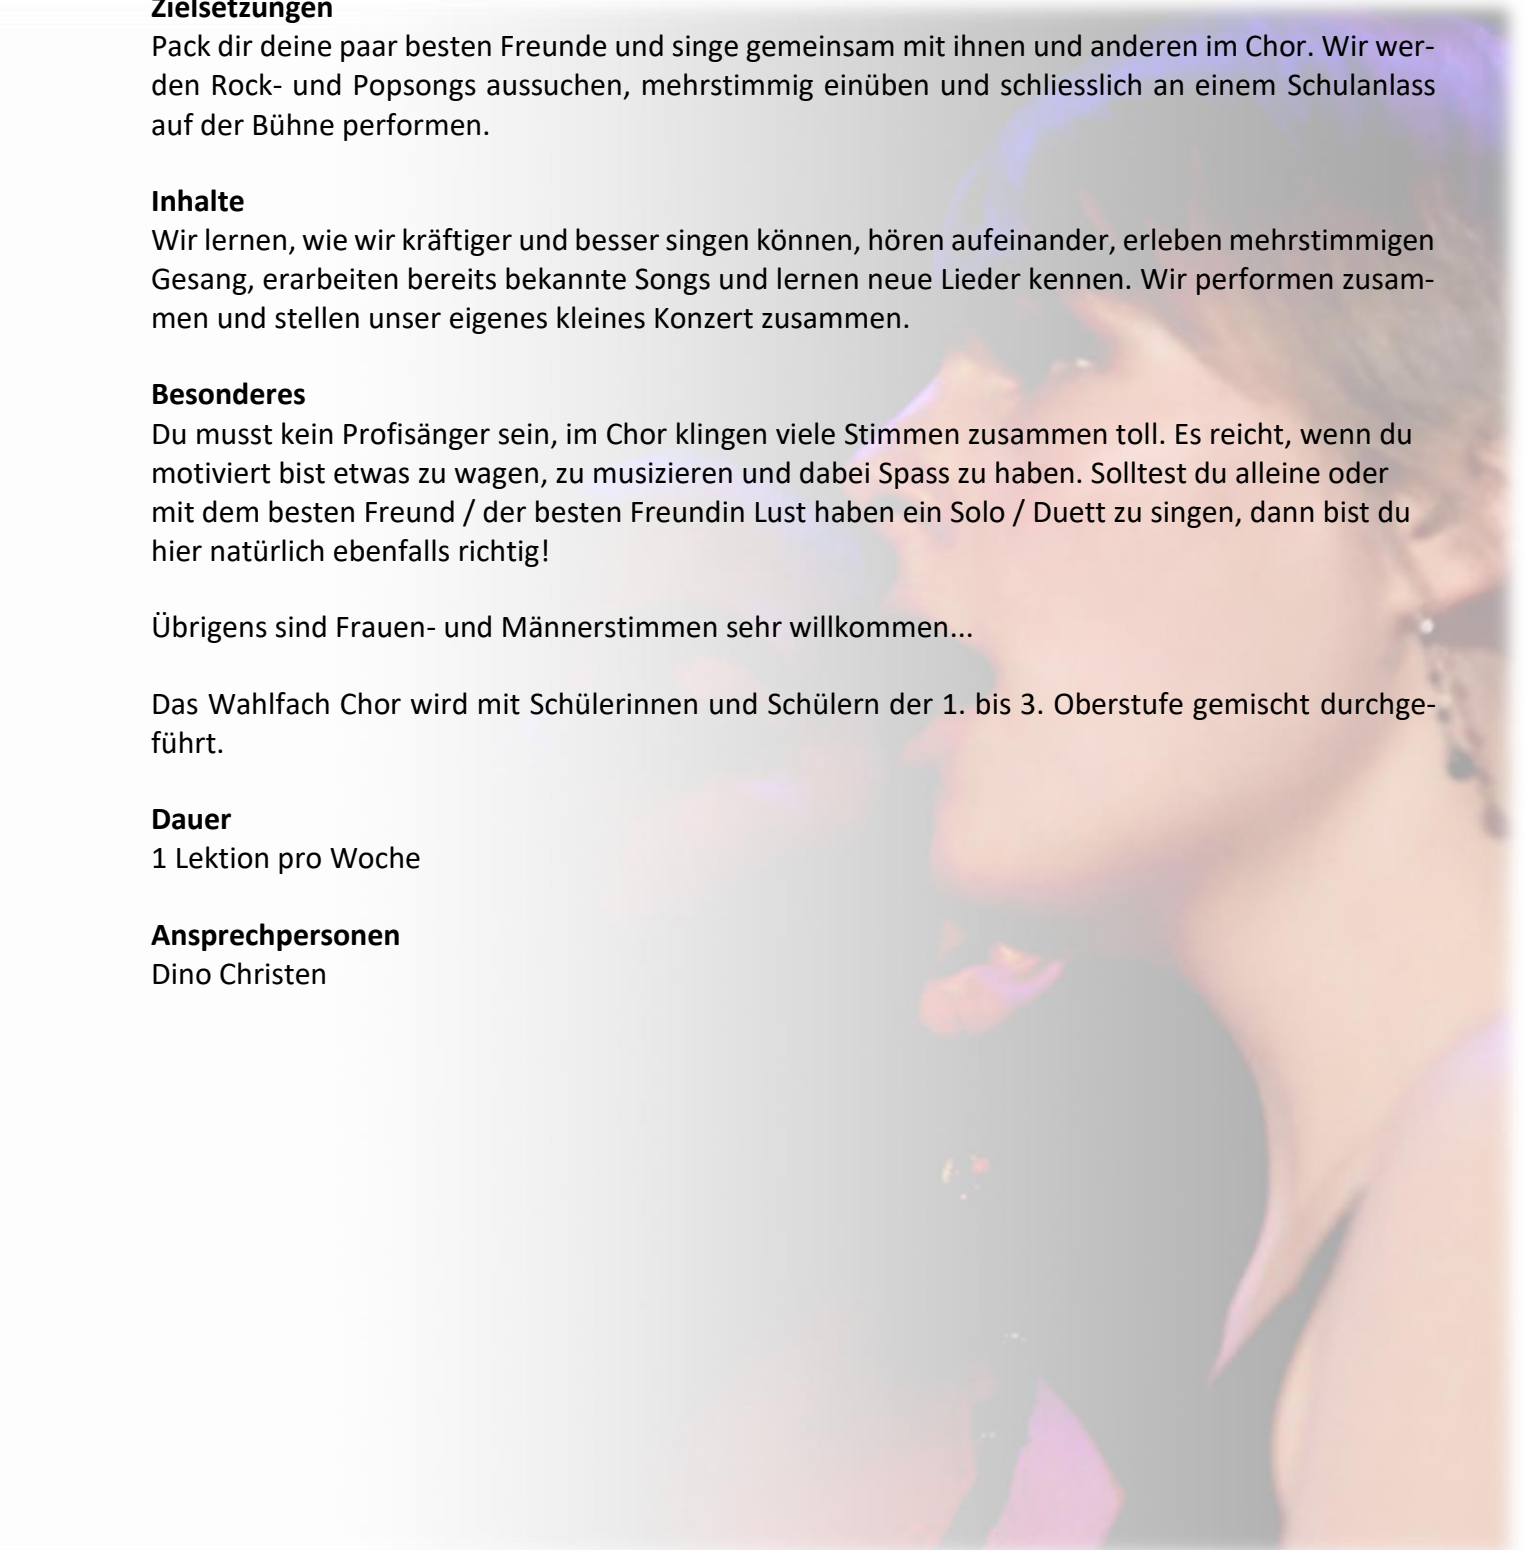 Zielsetzungen
Pack dir deine paar besten Freunde und singe gemeinsam mit ihnen und anderen im Chor. Wir wer-
den Rock- und Popsongs aussuchen, mehrstimmig einüben und schliesslich an einem Schulanlass
auf der Bühne performen.
Inhalte
Wir lernen, wie wir kräftiger und besser singen können, hören aufeinander, erleben mehrstimmigen
Gesang, erarbeiten bereits bekannte Songs und lernen neue Lieder kennen. Wir performen zusam-
men und stellen unser eigenes kleines Konzert zusammen.
Besonderes
Du musst kein Profisänger sein, im Chor klingen viele Stimmen zusammen toll. Es reicht, wenn du
motiviert bist etwas zu wagen, zu musizieren und dabei Spass zu haben. Solltest du alleine oder
mit dem besten Freund / der besten Freundin Lust haben ein Solo / Duett zu singen, dann bist du
hier natürlich ebenfalls richtig!
Übrigens sind Frauen- und Männerstimmen sehr willkommen...
Das Wahlfach Chor wird mit Schülerinnen und Schülern der 1. bis 3. Oberstufe gemischt durchge-
führt.
Dauer
1 Lektion pro Woche
Ansprechpersonen
Dino Christen